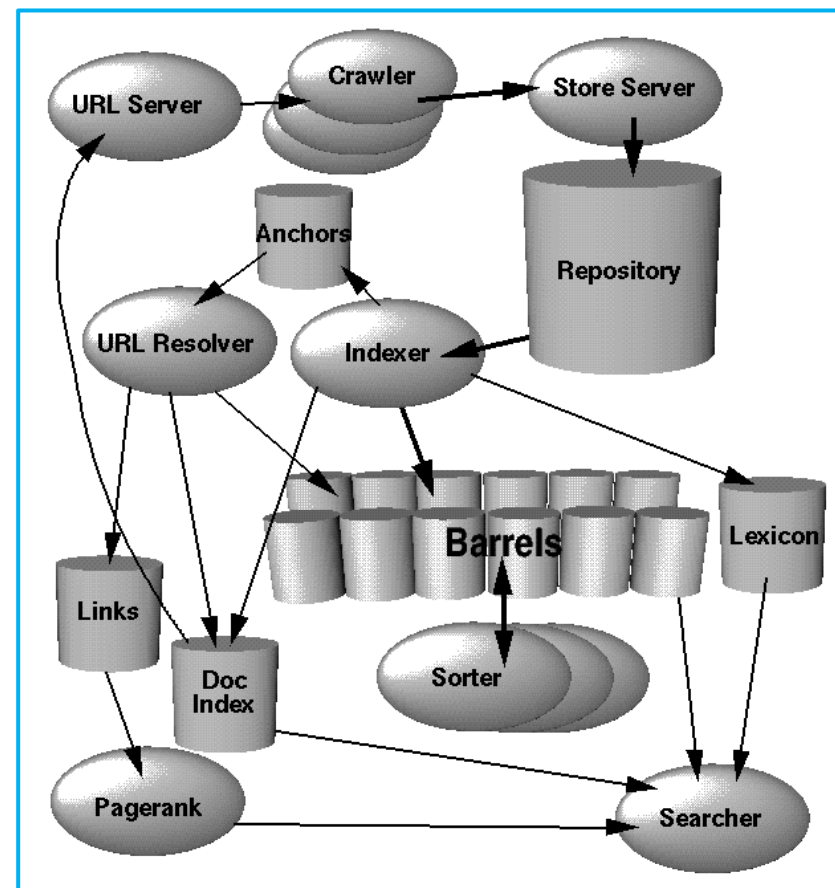 Crawler
URL Server
Store Server
Anchors
Repository
URL Resolver
Indexer
Barrels
Lexicon
Links
Doc
Index
Sorter
Pagerank
Searcher